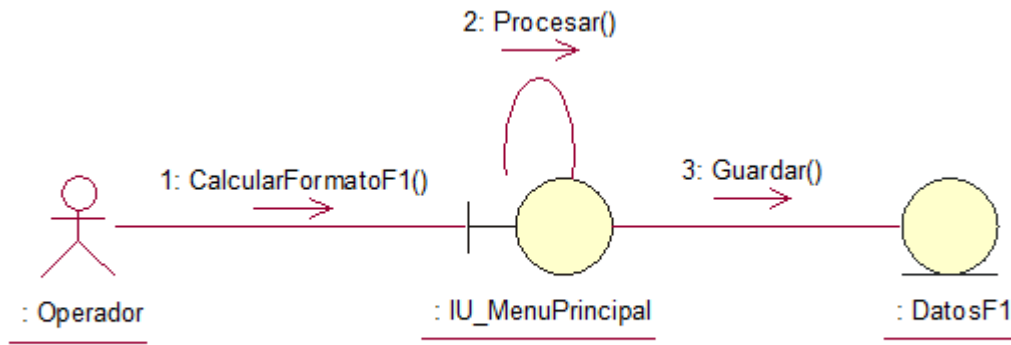 2: Procesar()
1: CalcularFormatoF1()
3: Guardar()
: Operador
: IU_MenuPrincipal
: DatosF1